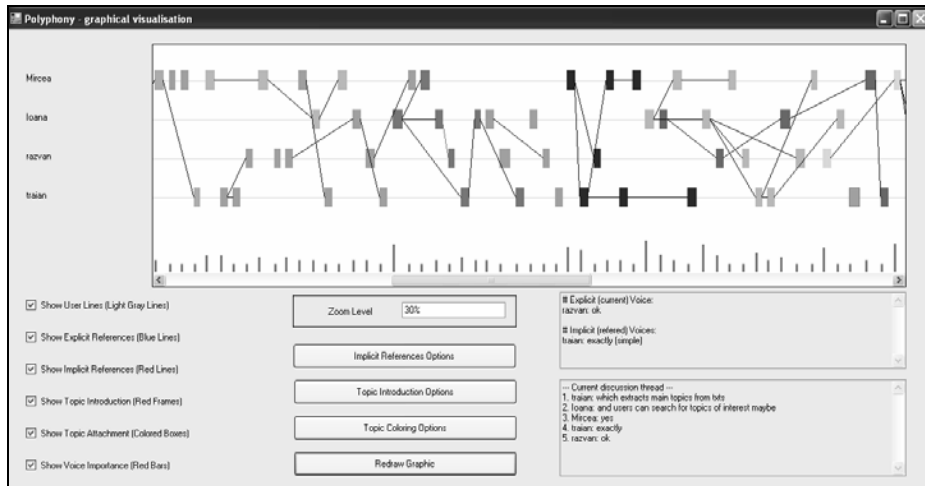 Polyphony - graphical visualisation
Mircea
Ioana
razvan
traian
Show User Lines (Light Gray Lines)
Show Explicit References (Blue Lines)
Show Implicit References (Red Lines)
Show Topic Introduction (Red Frames)
Show Topic Attachment (Colored Boxes)
Show Voice Importance (Red Bars)
Zoom Level 30%
Implicit References Options
Topic Introduction Options
Topic Coloring Options
Redraw Graphic
# Explicit (current) Voice:
razvan: ok
# Implicit (refered) Voices:
traian: exactly (simple)
--- Current discussion thread ---
1. traian: which extracts main topics from txts
2. Ioana: and users can search for topics of interest maybe
3. Mircea: yes
4. traian: exactly
5. razvan: ok